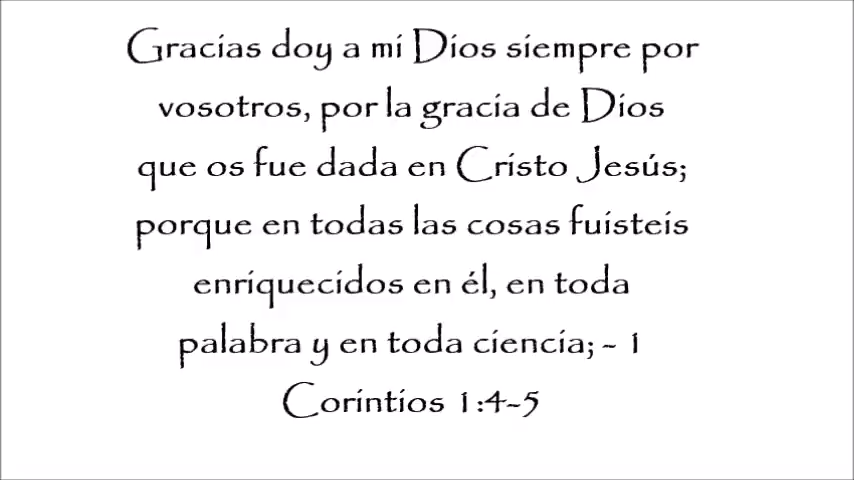 Gracias doy a mi Dios siempre por
vosotros, por la gracia de Dios
que os fue dada en Cristo Jesús;
porque en todas las cosas fuisteis
enriquecidos en él, en toda
palabra y en toda ciencia; - 1
Corintios 1:4-5